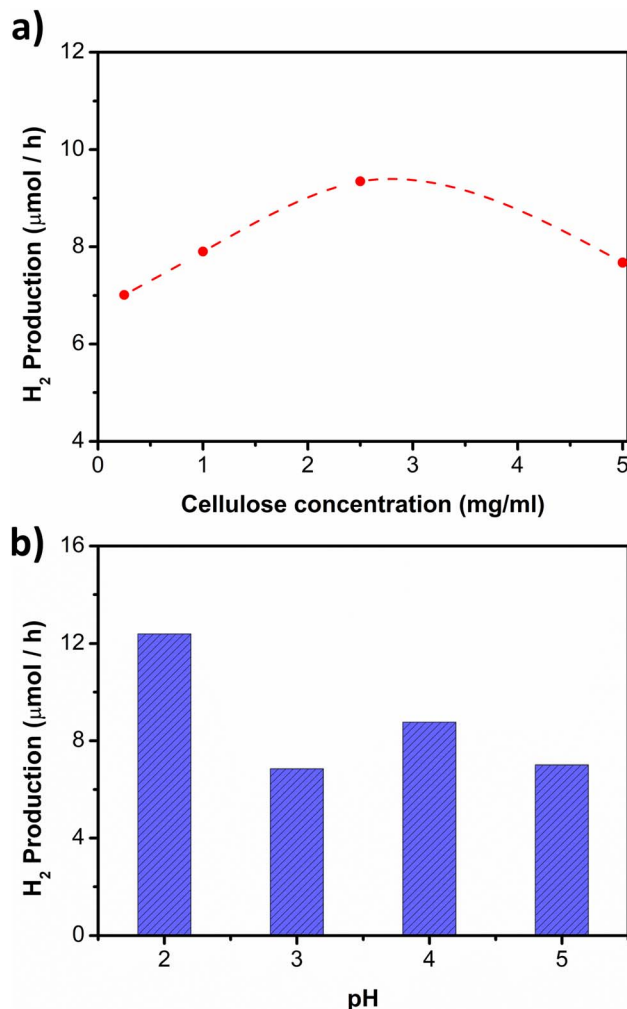 a)
12
10
8
6
4
H2 Production (μmol / h)
0 1 2 3 4 5
Cellulose concentration (mg/ml)
b)
16
12
8
4
0
H2 Production (μmol / h)
2 3 4 5
pH